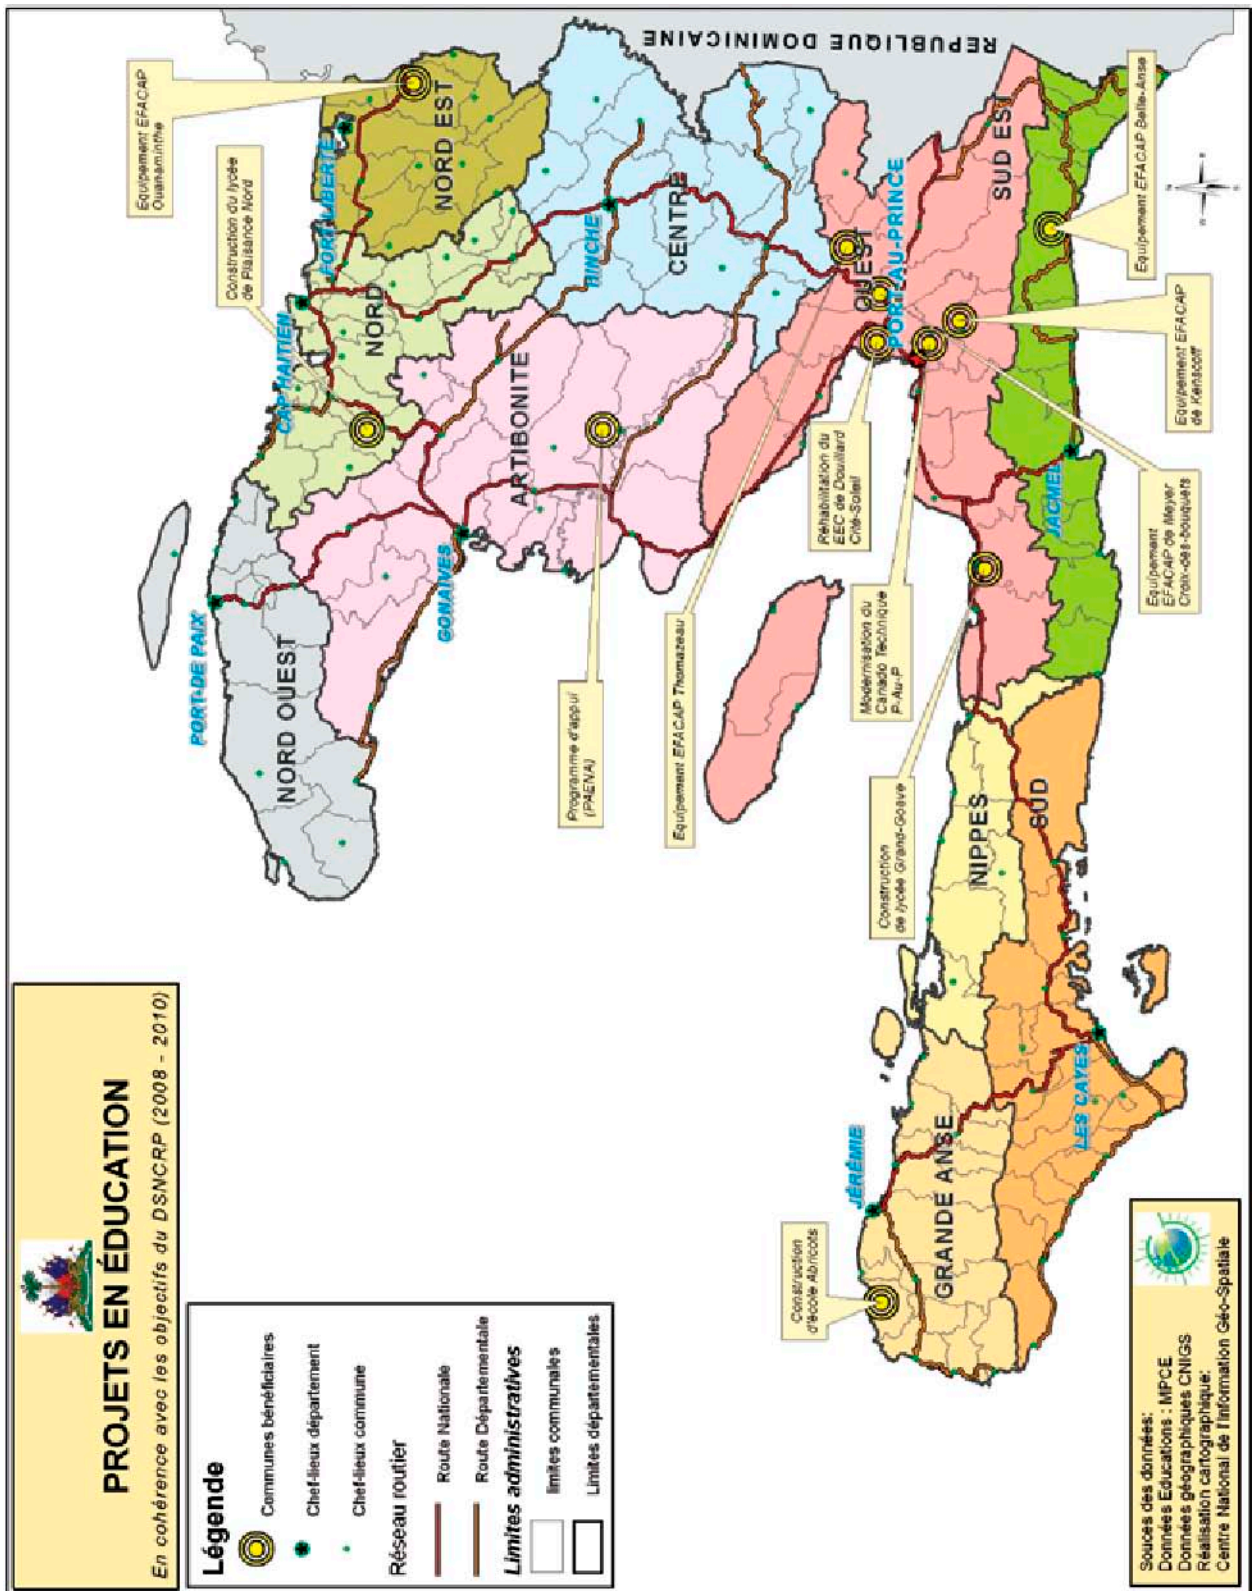 PROJETS EN ÉDUCATION
En cohérence avec les objectifs du DSNCRP (2008 - 2010)
Légende
Communes bénéficiaires
Chef-lieux département
Chef-lieux commune
Réseau routier
Route Nationale
Route Départementale
Limites administratives
limites communales
Limites départementales
Souces des données:
Données Educations : MPCE
Données géographiques CNIGS
Réalisation cartographique:
Centre National de l'Information Géo-Spatiale
PORT-DE PAIX
NORD OUEST
CAP HAITIEN
NORD
FORT LIBERTE
NORD EST
Construction du lycée
de Plaisance Nord
Equipement EFACAP
Ouanaminthe
GONAIVES
ARTIBONITE
HINCHE
CENTRE
REPUBLIQUE DOMINICAINE
Programme d'appui
(PAENA)
Equipement EFACAP Thomazeau
Réhabilitation du
EEC de Douillard
Cité-Soleil
OUEST
PORT-AU-PRINCE
Modernisation du
Canado Technique
P-Au-P
Construction
de lycée Grand-Goave
SUD EST
JACMEL
Equipement
EFACAP de Meyer
Croix-des-bouquets
Equipement EFACAP
de Kenscoff
Equipement EFACAP Belle-Anse
NIPPES
SUD
JÉRÉMIE
GRANDE ANSE
LES CAYES
Construction
d'école Abricots
N
S